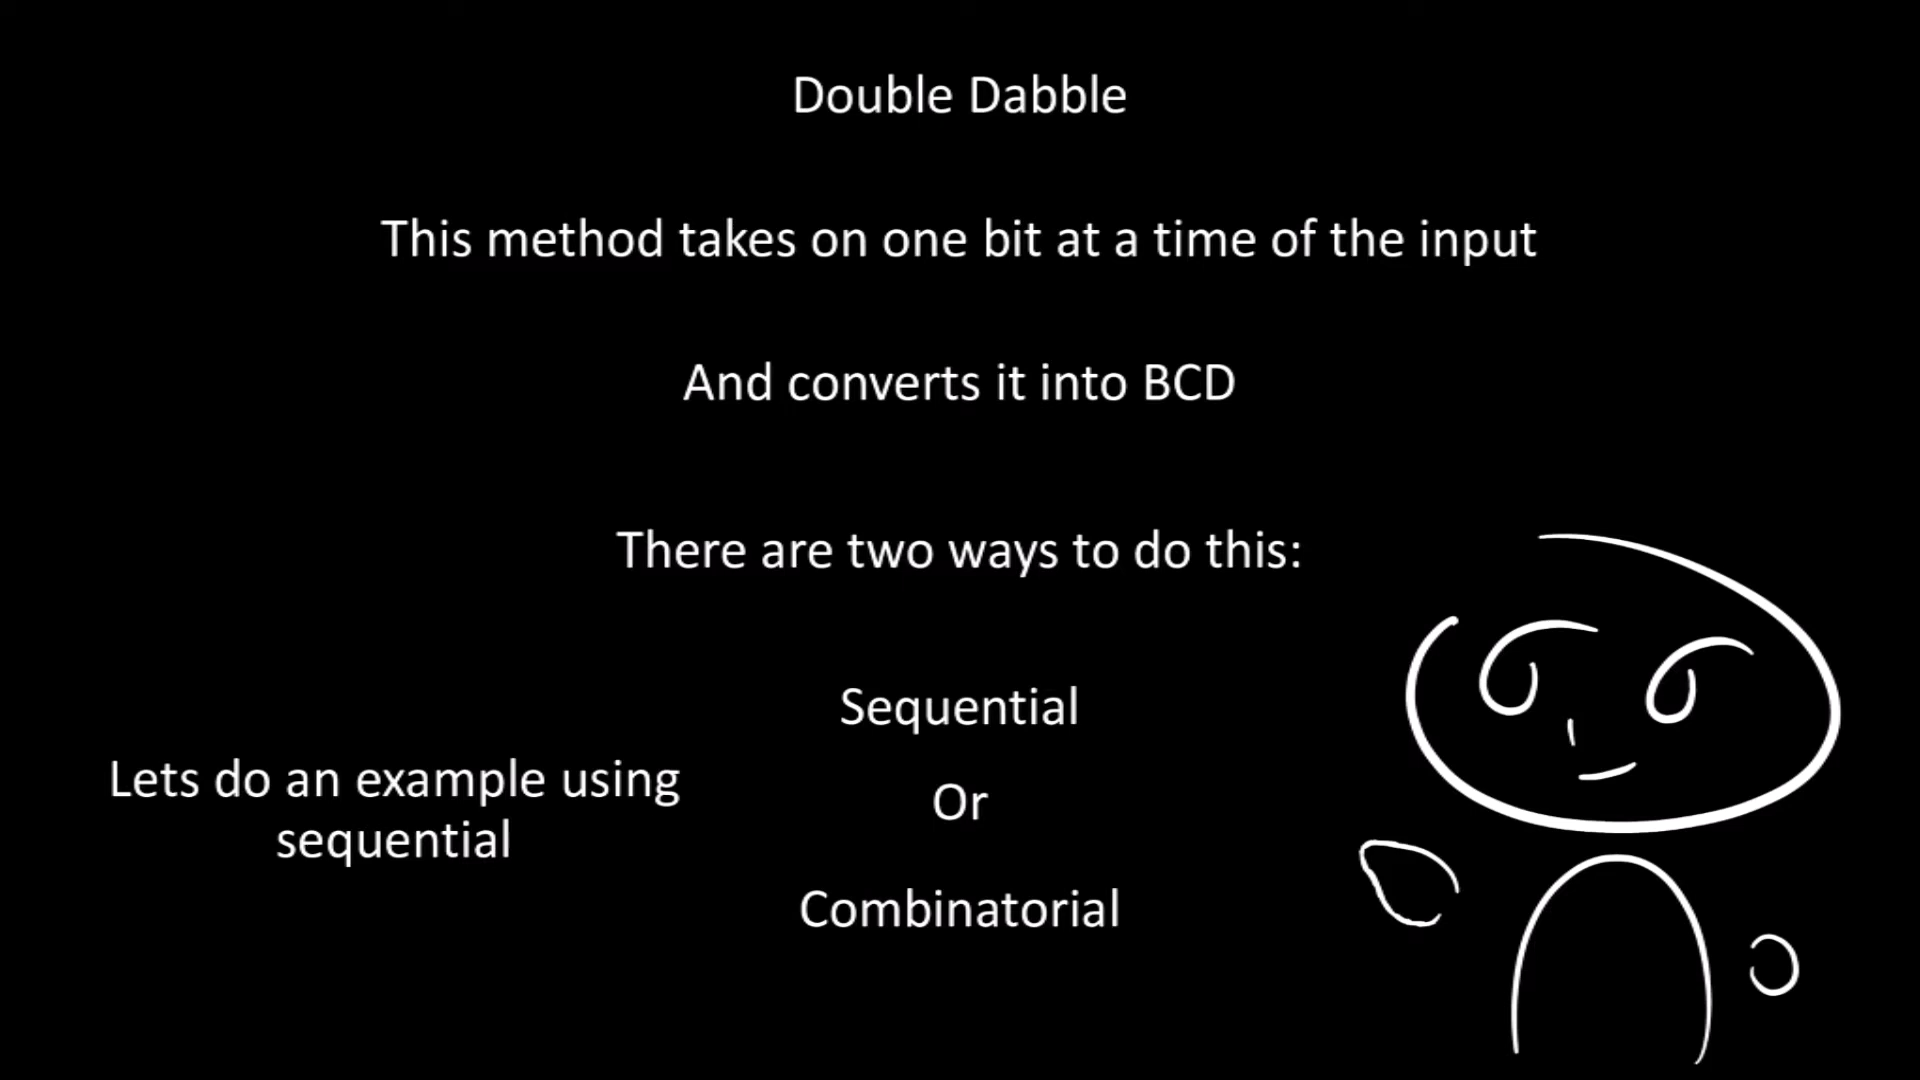 Double Dabble
This method takes on one bit at a time of the input
And converts it into BCD
There are two ways to do this:
Sequential
Lets do an example using
sequential
Or
Combinatorial